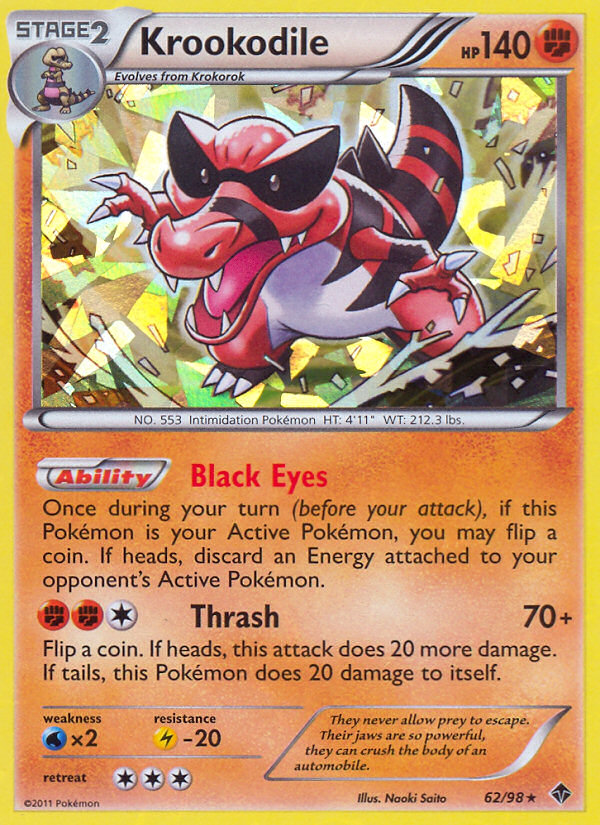 STAGE2
Krookodile
HP140
Evolves from Krokorok
NO. 553 Intimidation Pokémon HT: 4'11" WT: 212.3 lbs.
Ability Black Eyes
Once during your turn (before your attack), if this
Pokémon is your Active Pokémon, you may flip a
coin. If heads, discard an Energy attached to your
opponent's Active Pokémon.
Thrash 70+
Flip a coin. If heads, this attack does 20 more damage.
If tails, this Pokémon does 20 damage to itself.
weakness
×2
resistance
-20
retreat
They never allow prey to escape.
Their jaws are so powerful,
they can crush the body of an
automobile.
©2011 Pokémon
Illus. Naoki Saito
62/98★